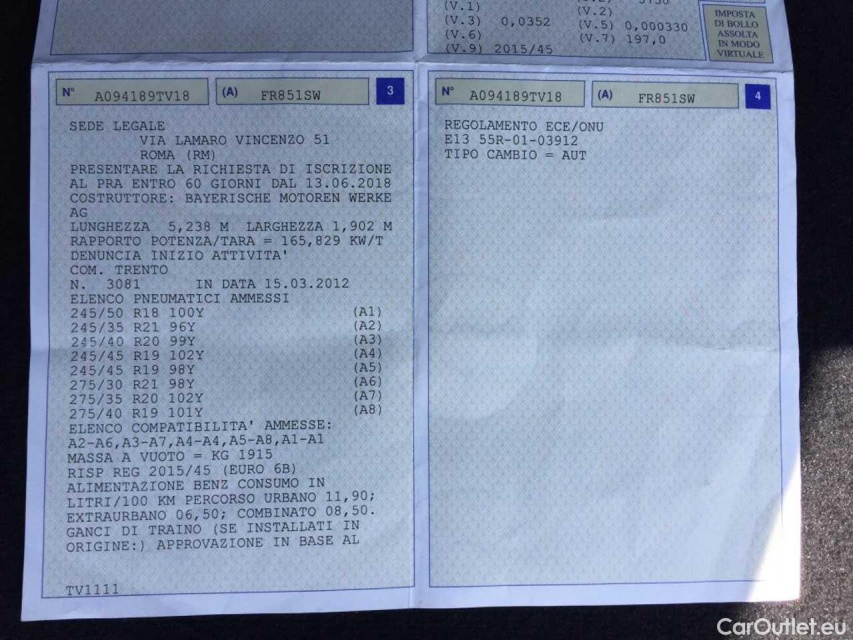 (V.1)
(V.2)
(V.3) 0,0352
(V.5) 0,000330
(V.6)
(V.7) 197,0
(V.9) 2015/45
IMPOSTA
DI BOLLO
ASSOLTA
IN MODO
VIRTUALE
N° A094189TV18 (A) FR851SW 3
SEDE LEGALE
VIA LAMARO VINCENZO 51
ROMA (RM)
PRESENTARE LA RICHIESTA DI ISCRIZIONE
AL PRA ENTRO 60 GIORNI DAL 13.06.2018
COSTRUTTORE: BAYERISCHE MOTOREN WERKE
AG
LUNGHEZZA 5,238 M LARGHEZZA 1,902 M
RAPPORTO POTENZA/TARA = 165,829 KW/T
DENUNCIA INIZIO ATTIVITA'
COM. TRENTO
N. 3081 IN DATA 15.03.2012
ELENCO PNEUMATICI AMMESSI
245/50 R18 100Y (A1)
245/35 R21 96Y (A2)
245/40 R20 99Y (A3)
245/45 R19 102Y (A4)
245/45 R19 98Y (A5)
275/30 R21 98Y (A6)
275/35 R20 102Y (A7)
275/40 R19 101Y (A8)
ELENCO COMPATIBILITA' AMMESSE:
A2-A6,A3-A7,A4-A4,A5-A8,A1-A1
MASSA A VUOTO = KG 1915
RISP REG 2015/45 (EURO 6B)
ALIMENTAZIONE BENZ CONSUMO IN
LITRI/100 KM PERCORSO URBANO 11,90;
EXTRAURBANO 06,50; COMBINATO 08,50.
GANCI DI TRAINO (SE INSTALLATI IN
ORIGINE:) APPROVAZIONE IN BASE AL
TV1111
N° A094189TV18 (A) FR851SW 4
REGOLAMENTO ECE/ONU
E13 55R-01-03912
TIPO CAMBIO = AUT
CarOutlet.eu